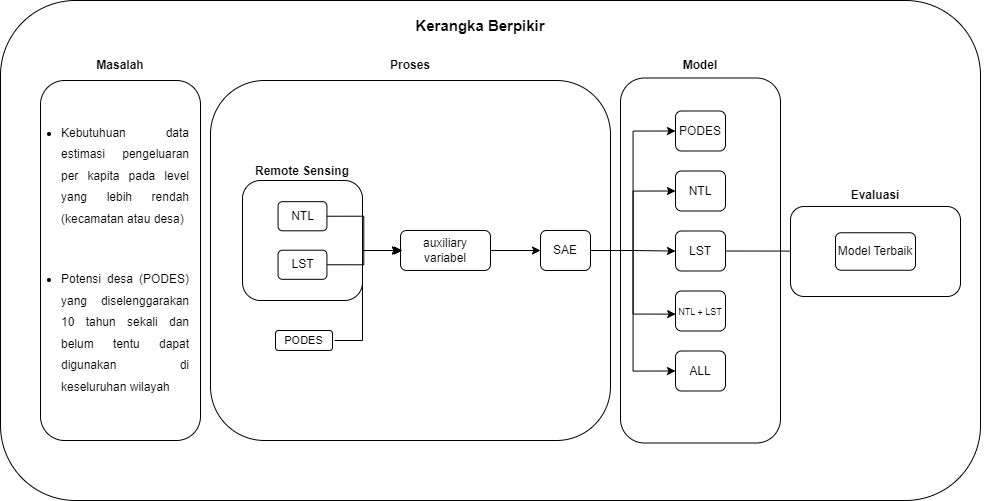 Kerangka Berpikir
Masalah
Kebutuhuan data
estimasi pengeluaran
per kapita pada level
yang lebih rendah
(kecamatan atau desa)
Potensi desa (PODES)
yang diselenggarakan
10 tahun sekali dan
belum tentu dapat
digunakan di
keseluruhan wilayah
Proses
Remote Sensing
NTL
LST
PODES
auxiliary
variabel
SAE
Model
PODES
NTL
LST
NTL + LST
ALL
Evaluasi
Model Terbaik